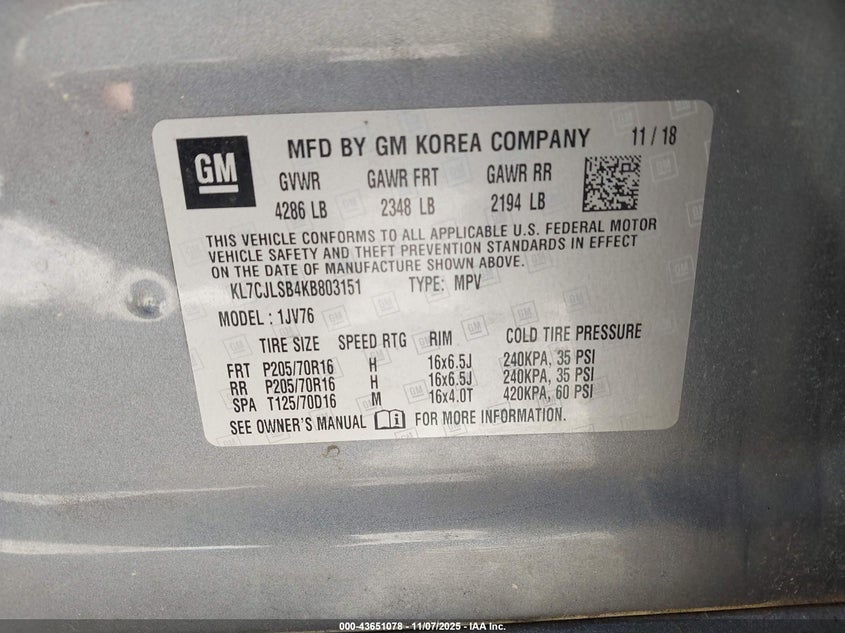 GM
MFD BY GM KOREA COMPANY 11 / 18
GVWR GAWR FRT GAWR RR
4286 LB 2348 LB 2194 LB
THIS VEHICLE CONFORMS TO ALL APPLICABLE U.S. FEDERAL MOTOR
VEHICLE SAFETY AND THEFT PREVENTION STANDARDS IN EFFECT
ON THE DATE OF MANUFACTURE SHOWN ABOVE.
KL7CJLSB4KB803151 TYPE: MPV
MODEL : 1JV76
TIRE SIZE SPEED RTG RIM COLD TIRE PRESSURE
FRT P205/70R16 H 16x6.5J 240KPA, 35 PSI
RR P205/70R16 H 16x6.5J 240KPA, 35 PSI
SPA T125/70D16 M 16x4.0T 420KPA, 60 PSI
SEE OWNER'S MANUAL i FOR MORE INFORMATION.
000-43651078 - 11/07/2025 - IAA Inc.